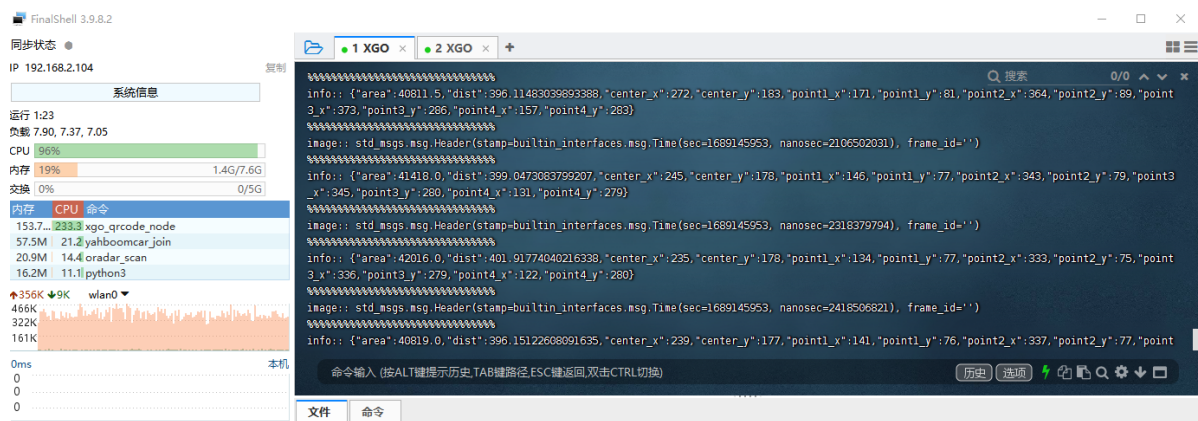 FinalShell 3.9.8.2
同步状态
IP 192.168.2.104 复制
系统信息
运行 1:23
负载 7.90, 7.37, 7.05
CPU 96%
内存 19% 1.4G/7.6G
交换 0% 0/5G
内存 CPU 命令
153.7... 233.3 xgo_qrcode_node
57.5M 21.2 yahboomcar_join
20.9M 14.4 oradar_scan
16.2M 11.1 python3
356K 9K wlan0
466K
322K
161K
0ms 本机
0
0
0
1 XGO
2 XGO
搜索 0/0
%%%%%%%%%%%%%%%%%%%%%%%%%%%%%%%
info:: {"area":40811.5,"dist":396.11483039893388,"center_x":272,"center_y":183,"point1_x":171,"point1_y":81,"point2_x":364,"point2_y":89,"point
3_x":373,"point3_y":286,"point4_x":157,"point4_y":283}
%%%%%%%%%%%%%%%%%%%%%%%%%%%%%%%
image:: std_msgs.msg.Header(stamp=builtin_interfaces.msg.Time(sec=1689145953, nanosec=2106502031), frame_id='')
%%%%%%%%%%%%%%%%%%%%%%%%%%%%%%%
info:: {"area":41418.0,"dist":399.0473083799207,"center_x":245,"center_y":178,"point1_x":146,"point1_y":77,"point2_x":343,"point2_y":79,"point3
_x":345,"point3_y":280,"point4_x":131,"point4_y":279}
%%%%%%%%%%%%%%%%%%%%%%%%%%%%%%%
image:: std_msgs.msg.Header(stamp=builtin_interfaces.msg.Time(sec=1689145953, nanosec=2318379794), frame_id='')
%%%%%%%%%%%%%%%%%%%%%%%%%%%%%%%
info:: {"area":42016.0,"dist":401.91774040216338,"center_x":235,"center_y":178,"point1_x":134,"point1_y":77,"point2_x":333,"point2_y":75,"point
3_x":336,"point3_y":279,"point4_x":122,"point4_y":280}
%%%%%%%%%%%%%%%%%%%%%%%%%%%%%%%
image:: std_msgs.msg.Header(stamp=builtin_interfaces.msg.Time(sec=1689145953, nanosec=2418506821), frame_id='')
%%%%%%%%%%%%%%%%%%%%%%%%%%%%%%%
info:: {"area":40819.0,"dist":396.15122608091635,"center_x":239,"center_y":177,"point1_x":141,"point1_y":76,"point2_x":337,"point2_y":77,"point
命令输入 (按ALT键提示历史,TAB键路径,ESC键返回,双击CTRL切换) 历史 选项
文件 命令